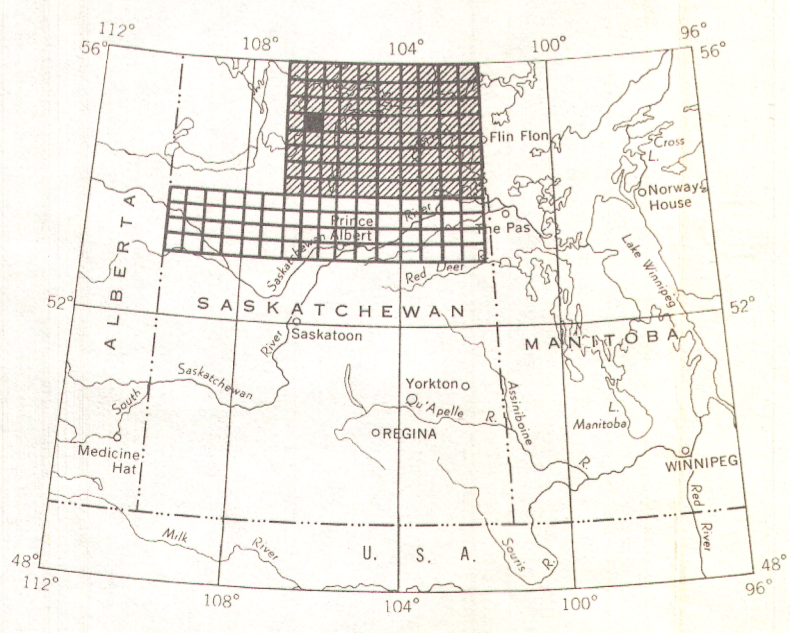 112°
108°
104°
100°
96°
56°
56°
Flin Flon
Cross
L.
Norway
House
Prince
Albert
River
The Pas
Saskatchewan
Red Deer R.
Lake Winnipeg
ALBERTA
SASKATCHEWAN
52°
52°
MANITOBA
River
Saskatoon
South Saskatchewan
Yorkton
Qu'Apelle R.
Assiniboine
R.
L.
Manitoba
REGINA
Medicine
Hat
WINNIPEG
Red River
Milk River
U. S. A.
Souris R.
48°
48°
112°
108°
104°
100°
96°